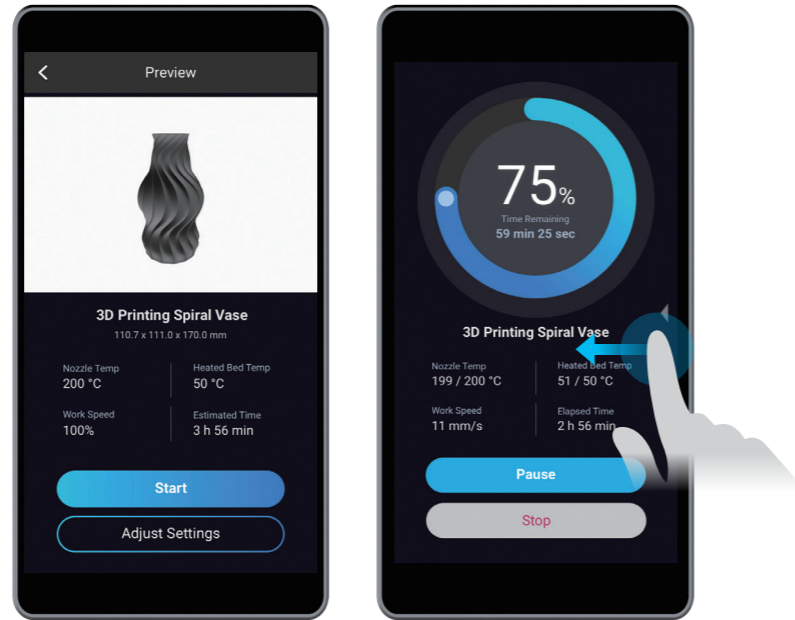 Preview
3D Printing Spiral Vase
110.7 x 111.0 x 170.0 mm
Nozzle Temp
200 °C
Heated Bed Temp
50 °C
Work Speed
100%
Estimated Time
3 h 56 min
Start
Adjust Settings
75%
Time Remaining
59 min 25 sec
3D Printing Spiral Vase
Nozzle Temp
199 / 200 °C
Heated Bed Temp
51 / 50 °C
Work Speed
11 mm/s
Elapsed Time
2 h 56 min
Pause
Stop